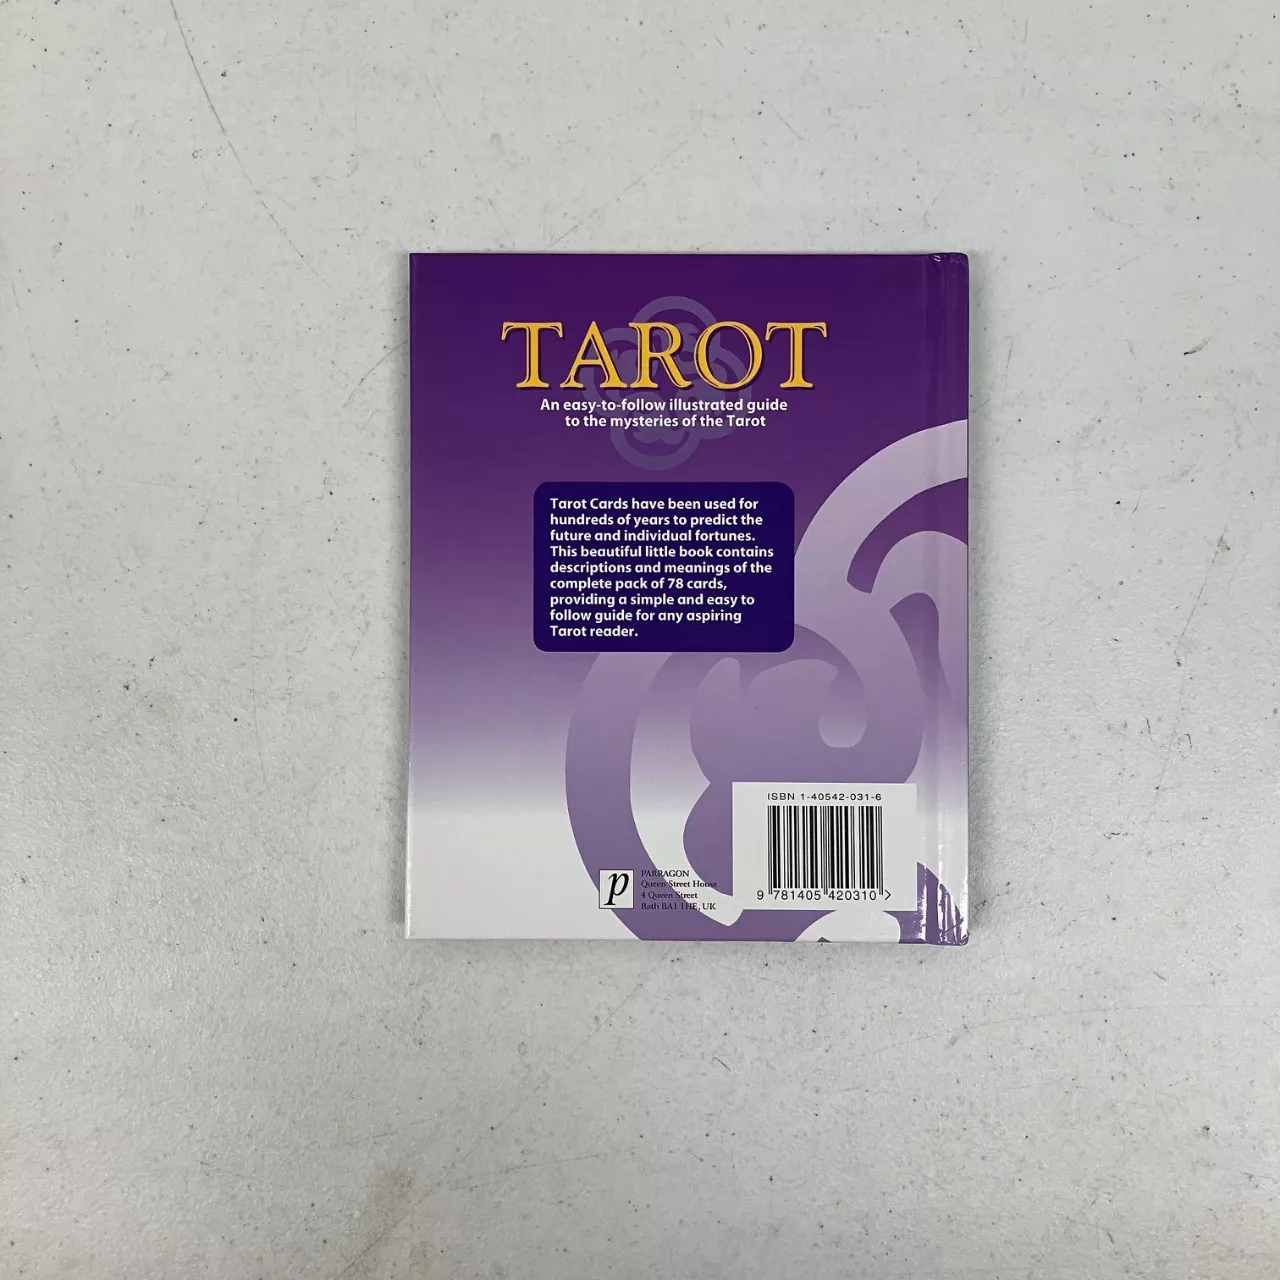 TAROT
An easy-to-follow illustrated guide
to the mysteries of the Tarot
Tarot Cards have been used for
hundreds of years to predict the
future and individual fortunes.
This beautiful little book contains
descriptions and meanings of the
complete pack of 78 cards,
providing a simple and easy to
follow guide for any aspiring
Tarot reader.
ISBN 1-40542-031-6
9 781405 420310 >
p
PARRAGON
Queen Street House
4 Queen Street
Bath BA1 1HE, UK